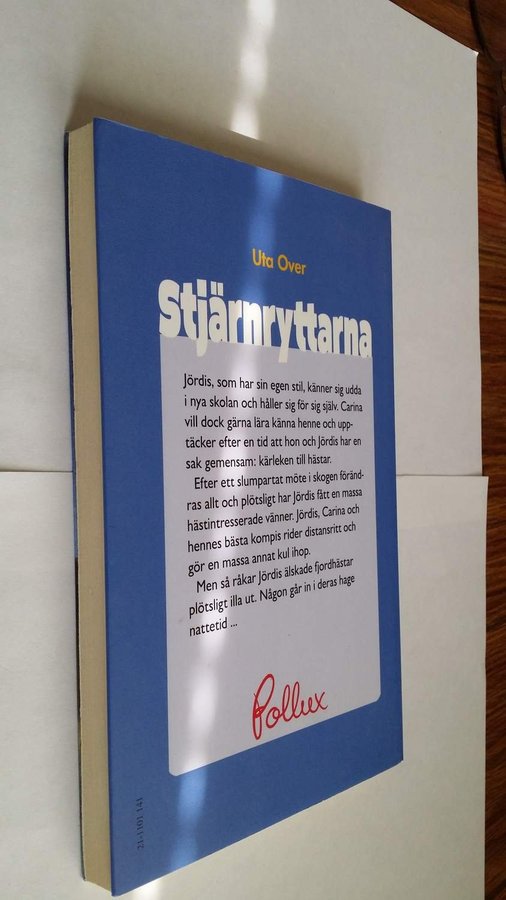 Uta Over
Stjärnryttarna
Jördis, som har sin egen stil, känner sig udda
i nya skolan och håller sig för sig själv. Carina
vill dock gärna lära känna henne och upp-
täcker efter en tid att hon och Jördis har en
sak gemensam: kärleken till hästar.
Efter ett slumpartat möte i skogen föränd-
ras allt och plötsligt har Jördis fått en massa
hästintresserade vänner. Jördis, Carina och
hennes bästa kompis rider distansritt och
gör en massa annat kul ihop.
Men så råkar Jördis älskade fjordhästar
plötsligt illa ut. Någon går in i deras hage
nattetid ...
Pollux
21-1101 141